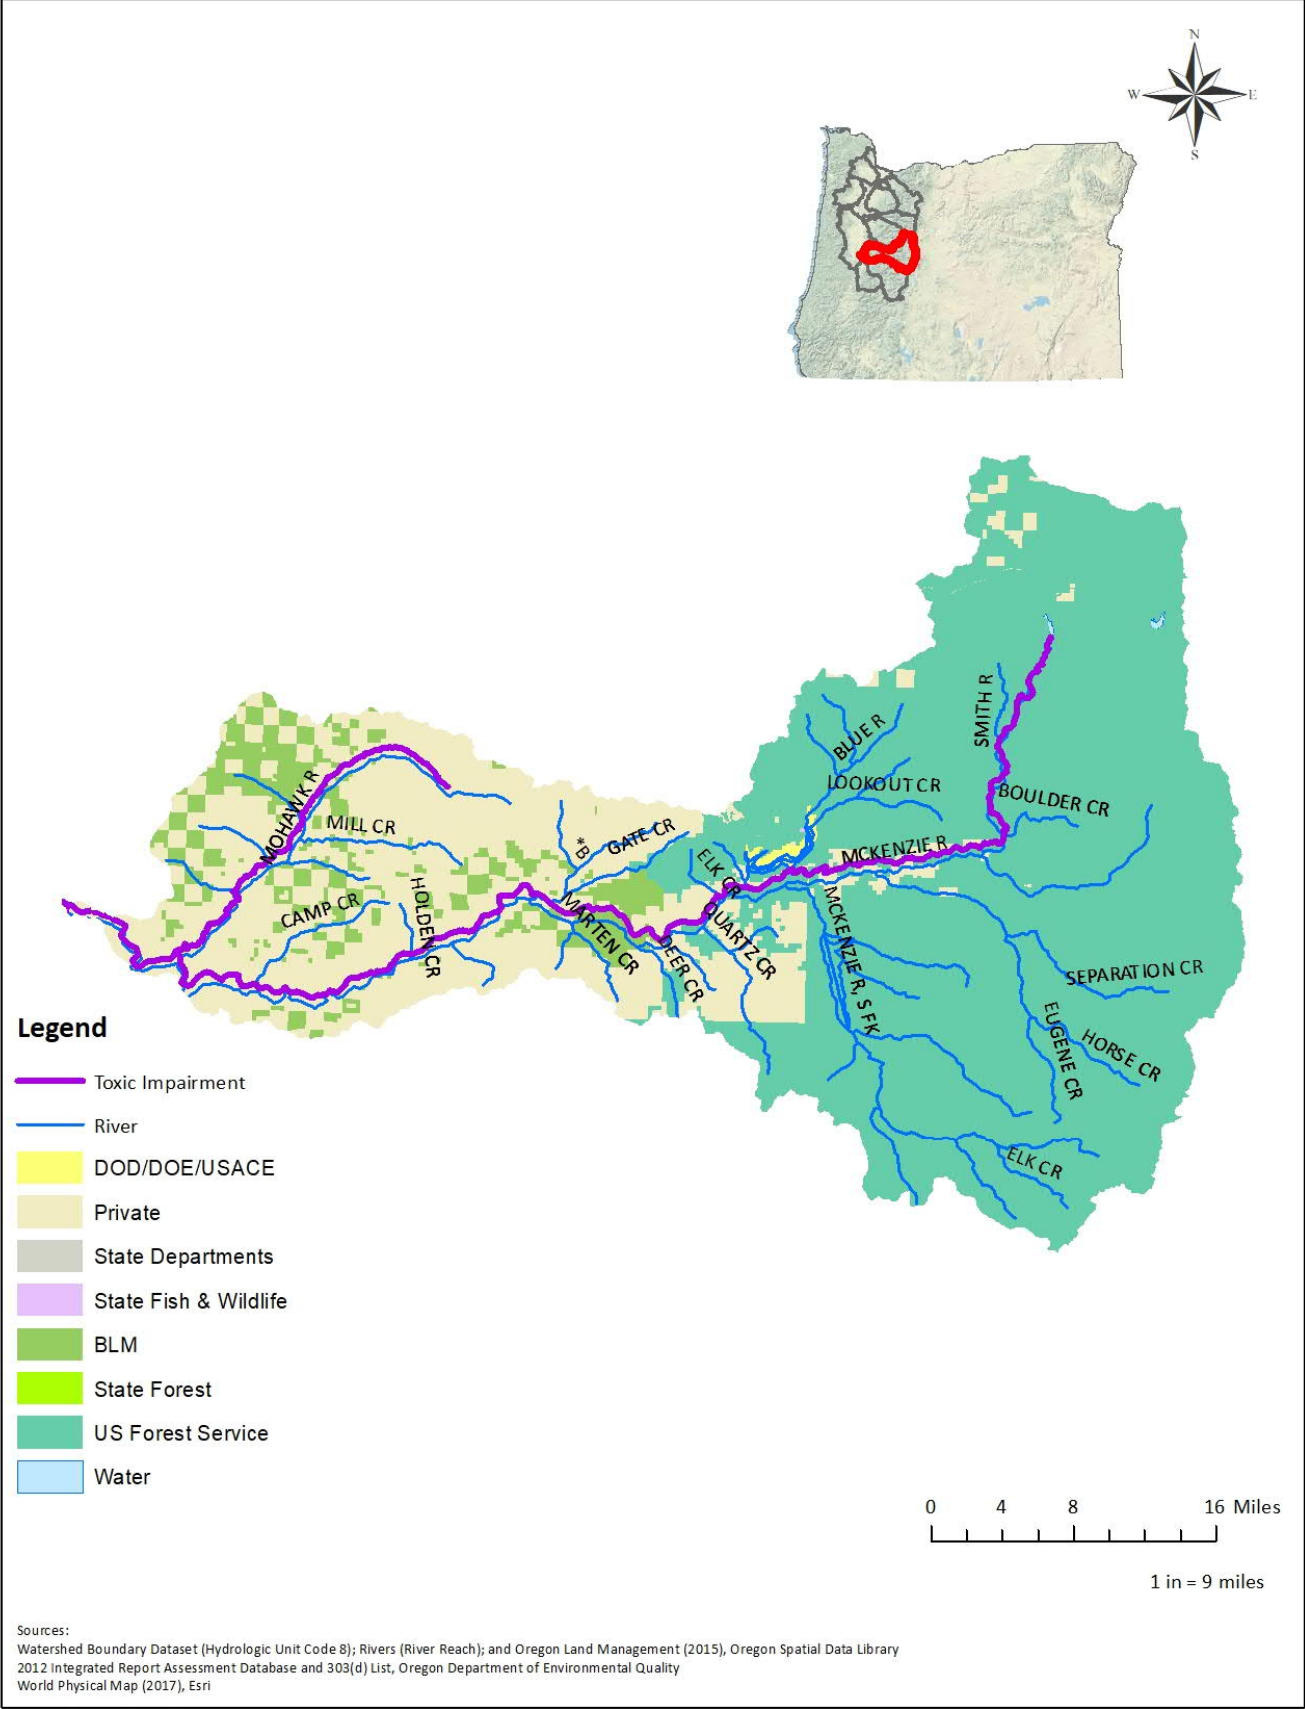 N
W
E
S
SMITH R
BLUE R
LOOKOUT CR
BOULDER CR
MOHAWK R
MILL CR
*B
GATE CR
ELK CR
MCKENZIE R
CAMP CR
HOLDEN CR
MARTEN CR
DEER CR
QUARTZ CR
MCKENZIE R, S FK
SEPARATION CR
EUGENE CR
HORSE CR
ELK CR
Legend
Toxic Impairment
River
DOD/DOE/USACE
Private
State Departments
State Fish & Wildlife
BLM
State Forest
US Forest Service
Water
0 4 8 16 Miles
1 in = 9 miles
Sources:
Watershed Boundary Dataset (Hydrologic Unit Code 8); Rivers (River Reach); and Oregon Land Management (2015), Oregon Spatial Data Library
2012 Integrated Report Assessment Database and 303(d) List, Oregon Department of Environmental Quality
World Physical Map (2017), Esri